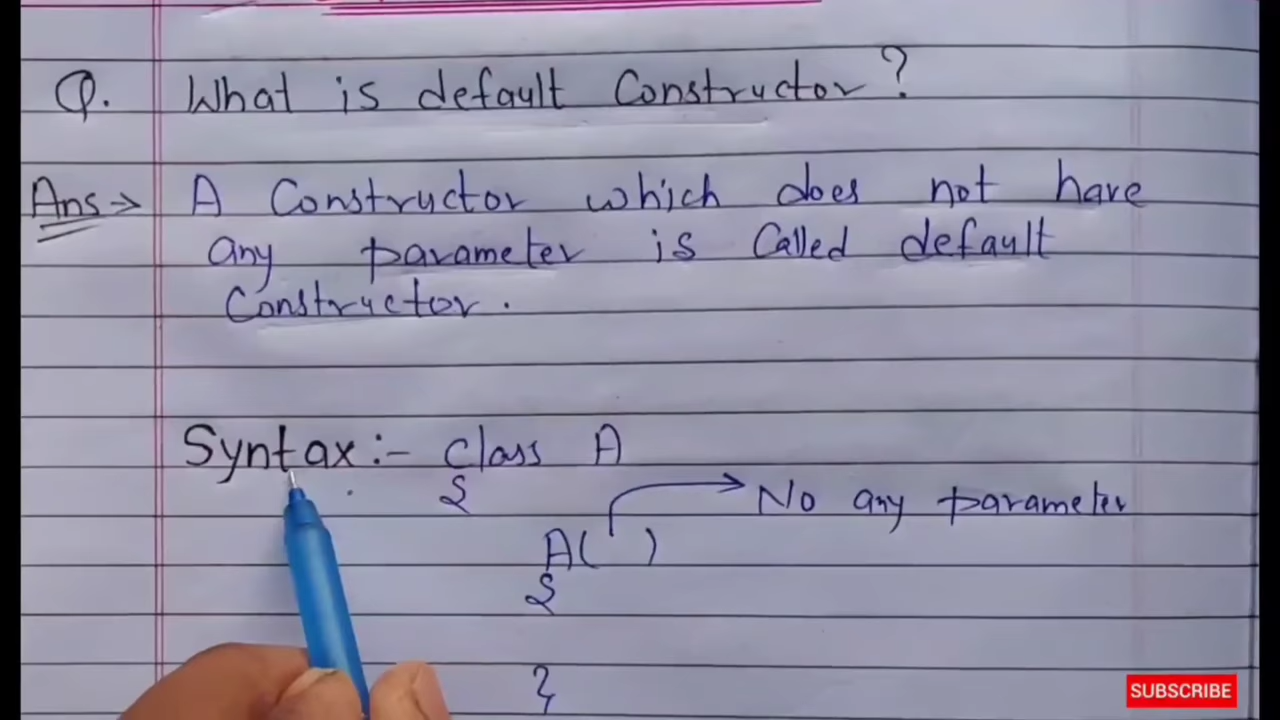 Q. What is default Constructor?
Ans → A Constructor which does not have
any parameter is Called default
Constructor.
Syntax :- class A
{
→ No any parameter
A( )
{
}
SUBSCRIBE